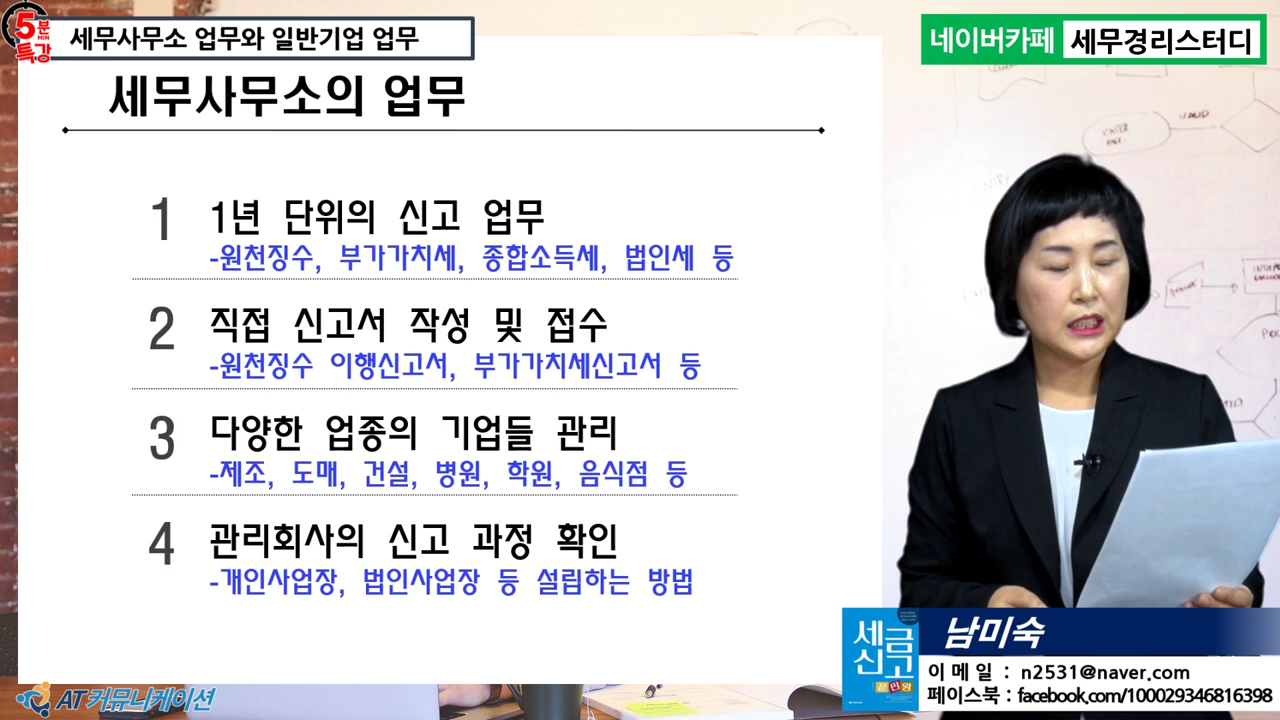 5분
MIN
특강
세무사무소 업무와 일반기업 업무
네이버카페 세무경리스터디
세무사무소의 업무
1 1년 단위의 신고 업무
-원천징수, 부가가치세, 종합소득세, 법인세 등
2 직접 신고서 작성 및 접수
-원천징수 이행신고서, 부가가치세신고서 등
3 다양한 업종의 기업들 관리
-제조, 도매, 건설, 병원, 학원, 음식점 등
4 관리회사의 신고 과정 확인
-개인사업장, 법인사업장 등 설립하는 방법
VALID
세금
신고
끝판왕
남미숙
이 메 일 : n2531@naver.com
페이스북 : facebook.com/100029346816398
AT커뮤니케이션